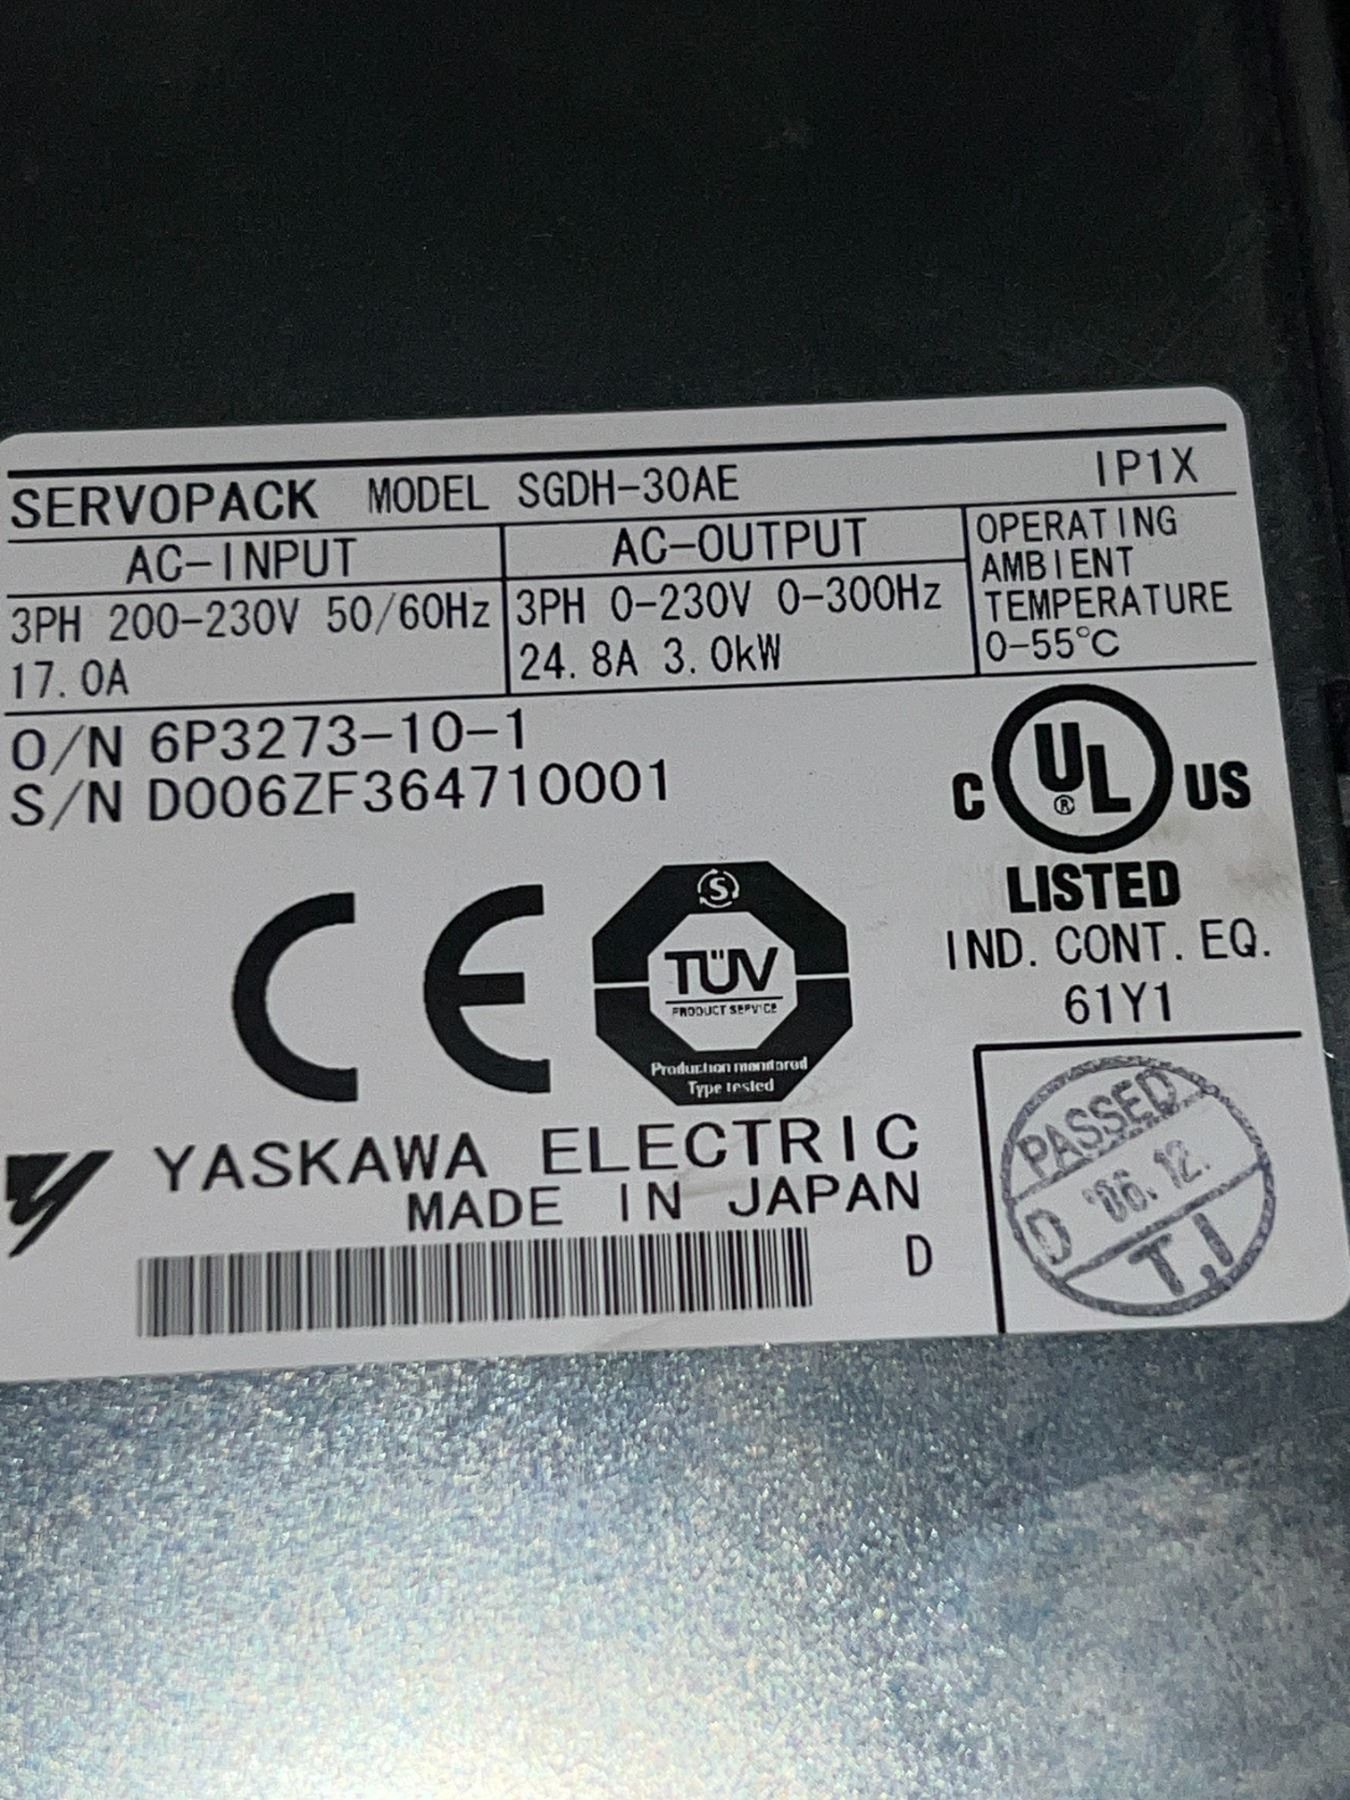 SERVOPACK MODEL SGDH-30AE IP1X
AC-INPUT
3PH 200-230V 50/60Hz
17.0A
AC-OUTPUT
3PH 0-230V 0-300Hz
24.8A 3.0kW
OPERATING
AMBIENT
TEMPERATURE
0-55°C
O/N 6P3273-10-1
S/N D006ZF364710001
C UL® US
LISTED
IND. CONT. EQ.
61Y1
CE
S
TÜV
PRODUCT SERVICE
Production monitored
Type tested
YASKAWA ELECTRIC
MADE IN JAPAN
D
PASSED
D '06.12.
T.I